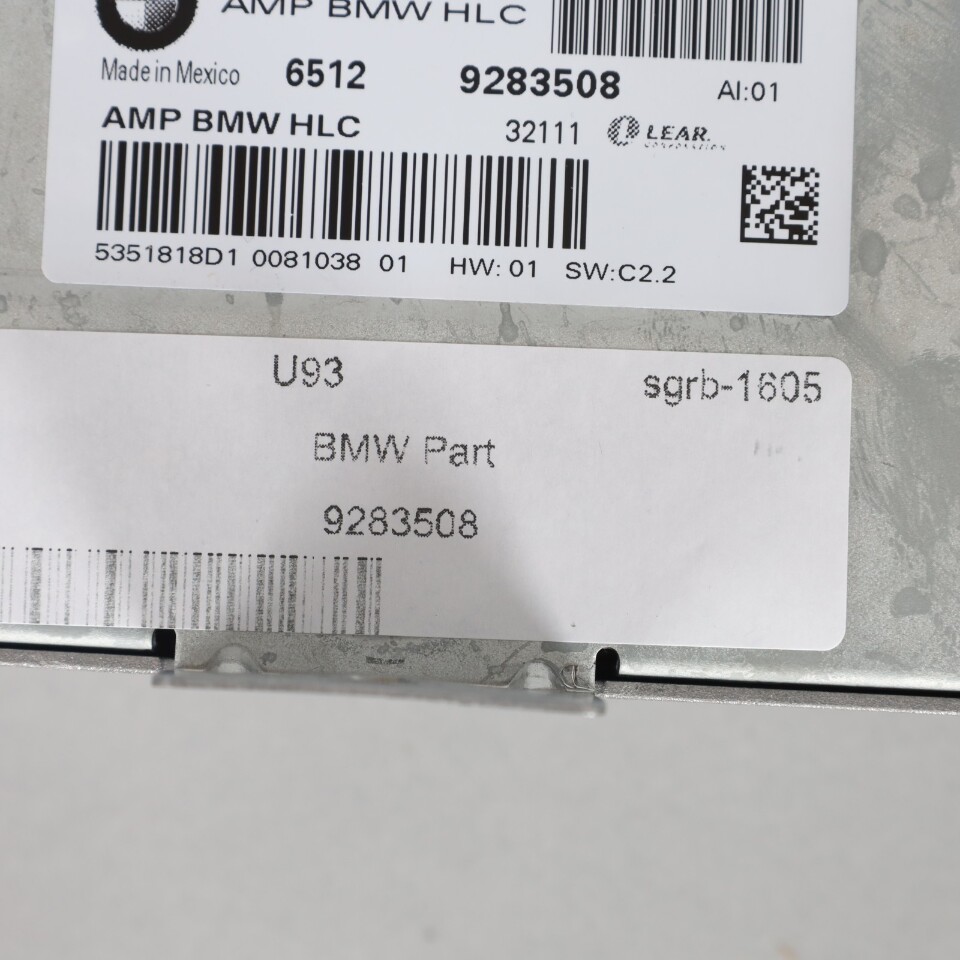 AMP BMW HLC
Made in Mexico 6512 9283508 AI:01
AMP BMW HLC 32111 LEAR.
CORPORATION
5351818D1 0081038 01 HW: 01 SW:C2.2
U93 sgrb-1605
BMW Part
9283508